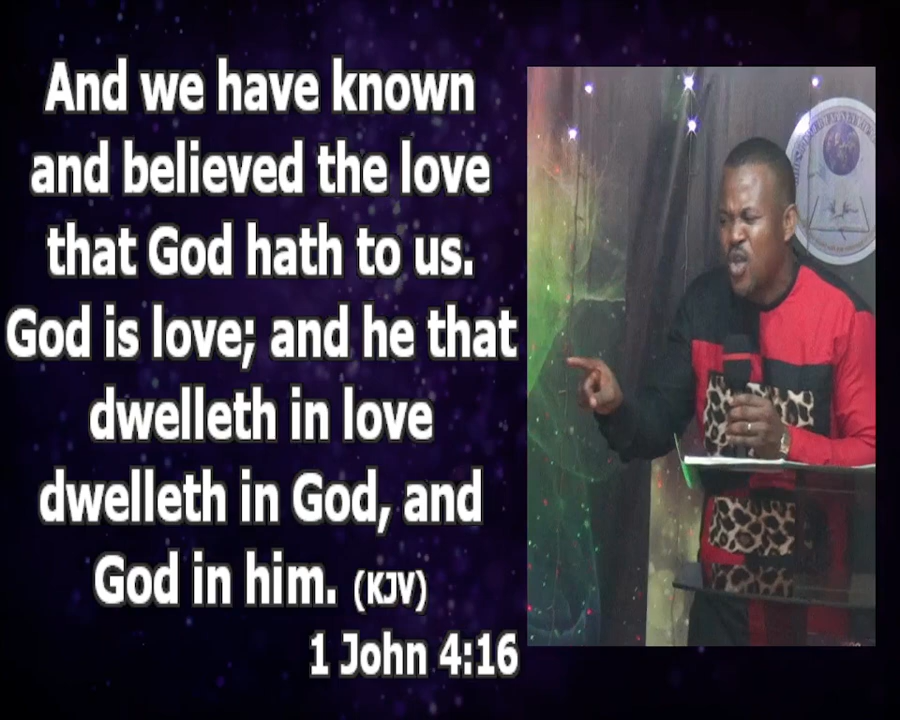 And we have known
and believed the love
that God hath to us.
God is love; and he that
dwelleth in love
dwelleth in God, and
God in him. (KJV)
1 John 4:16